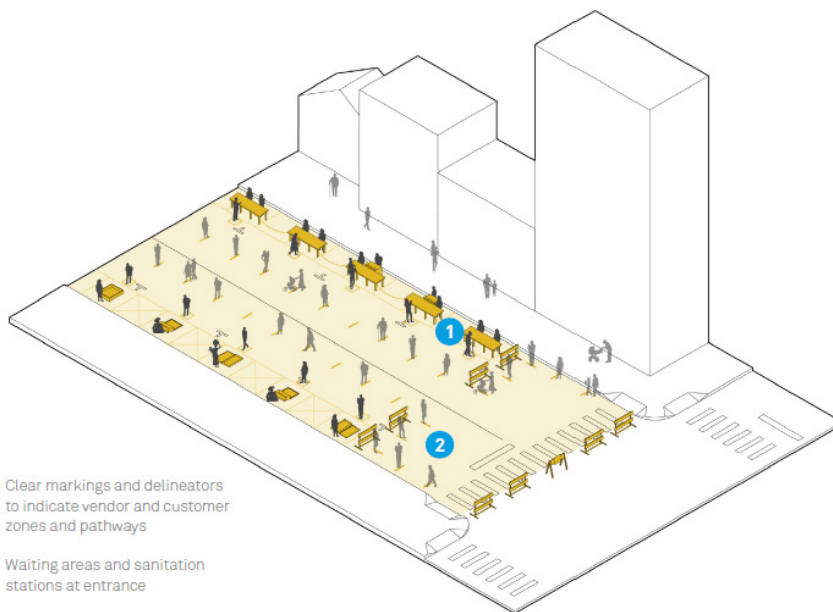 1
2
Clear markings and delineators
to indicate vendor and customer
zones and pathways
Waiting areas and sanitation
stations at entrance